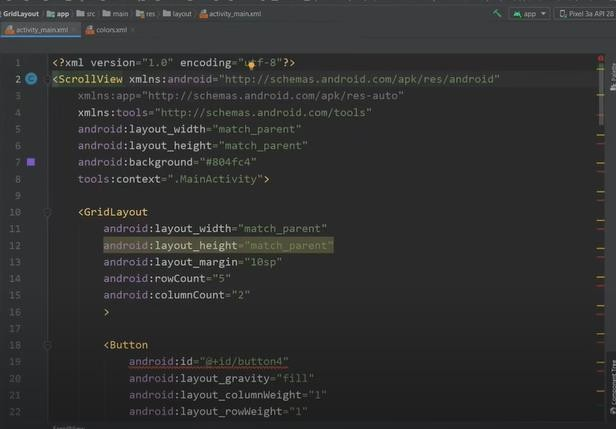 GridLayout app src main res layout activity_main.xml
app Pixel 3a API 28
activity_main.xml colors.xml
1 <?xml version="1.0" encoding="utf-8"?>
2 <ScrollView xmlns:android="http://schemas.android.com/apk/res/android"
3 xmlns:app="http://schemas.android.com/apk/res-auto"
4 xmlns:tools="http://schemas.android.com/tools"
5 android:layout_width="match_parent"
6 android:layout_height="match_parent"
7 android:background="#804fc4"
8 tools:context=".MainActivity">
9
10 <GridLayout
11 android:layout_width="match_parent"
12 android:layout_height="match_parent"
13 android:layout_margin="10sp"
14 android:rowCount="5"
15 android:columnCount="2"
16 >
17
18 <Button
19 android:id="@+id/button4"
20 android:layout_gravity="fill"
21 android:layout_columnWeight="1"
22 android:layout_rowWeight="1"
Palette
Component Tree